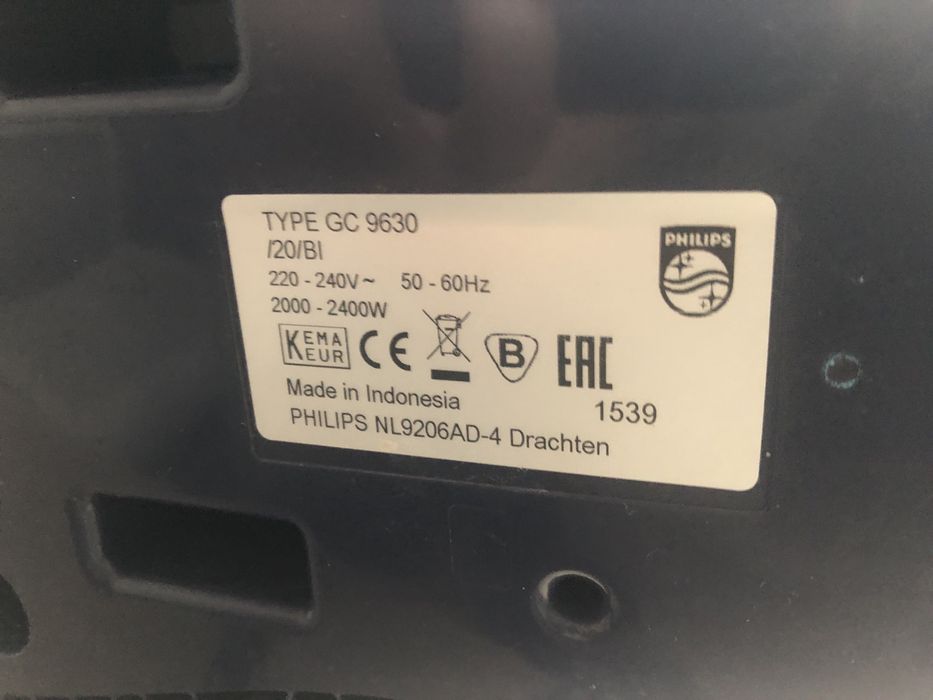 TYPE GC 9630
/20/BI
220 - 240V ~ 50 - 60Hz
2000 - 2400W
PHILIPS
KEMA
KEUR
CE
B
EAC
Made in Indonesia
1539
PHILIPS NL9206AD-4 Drachten